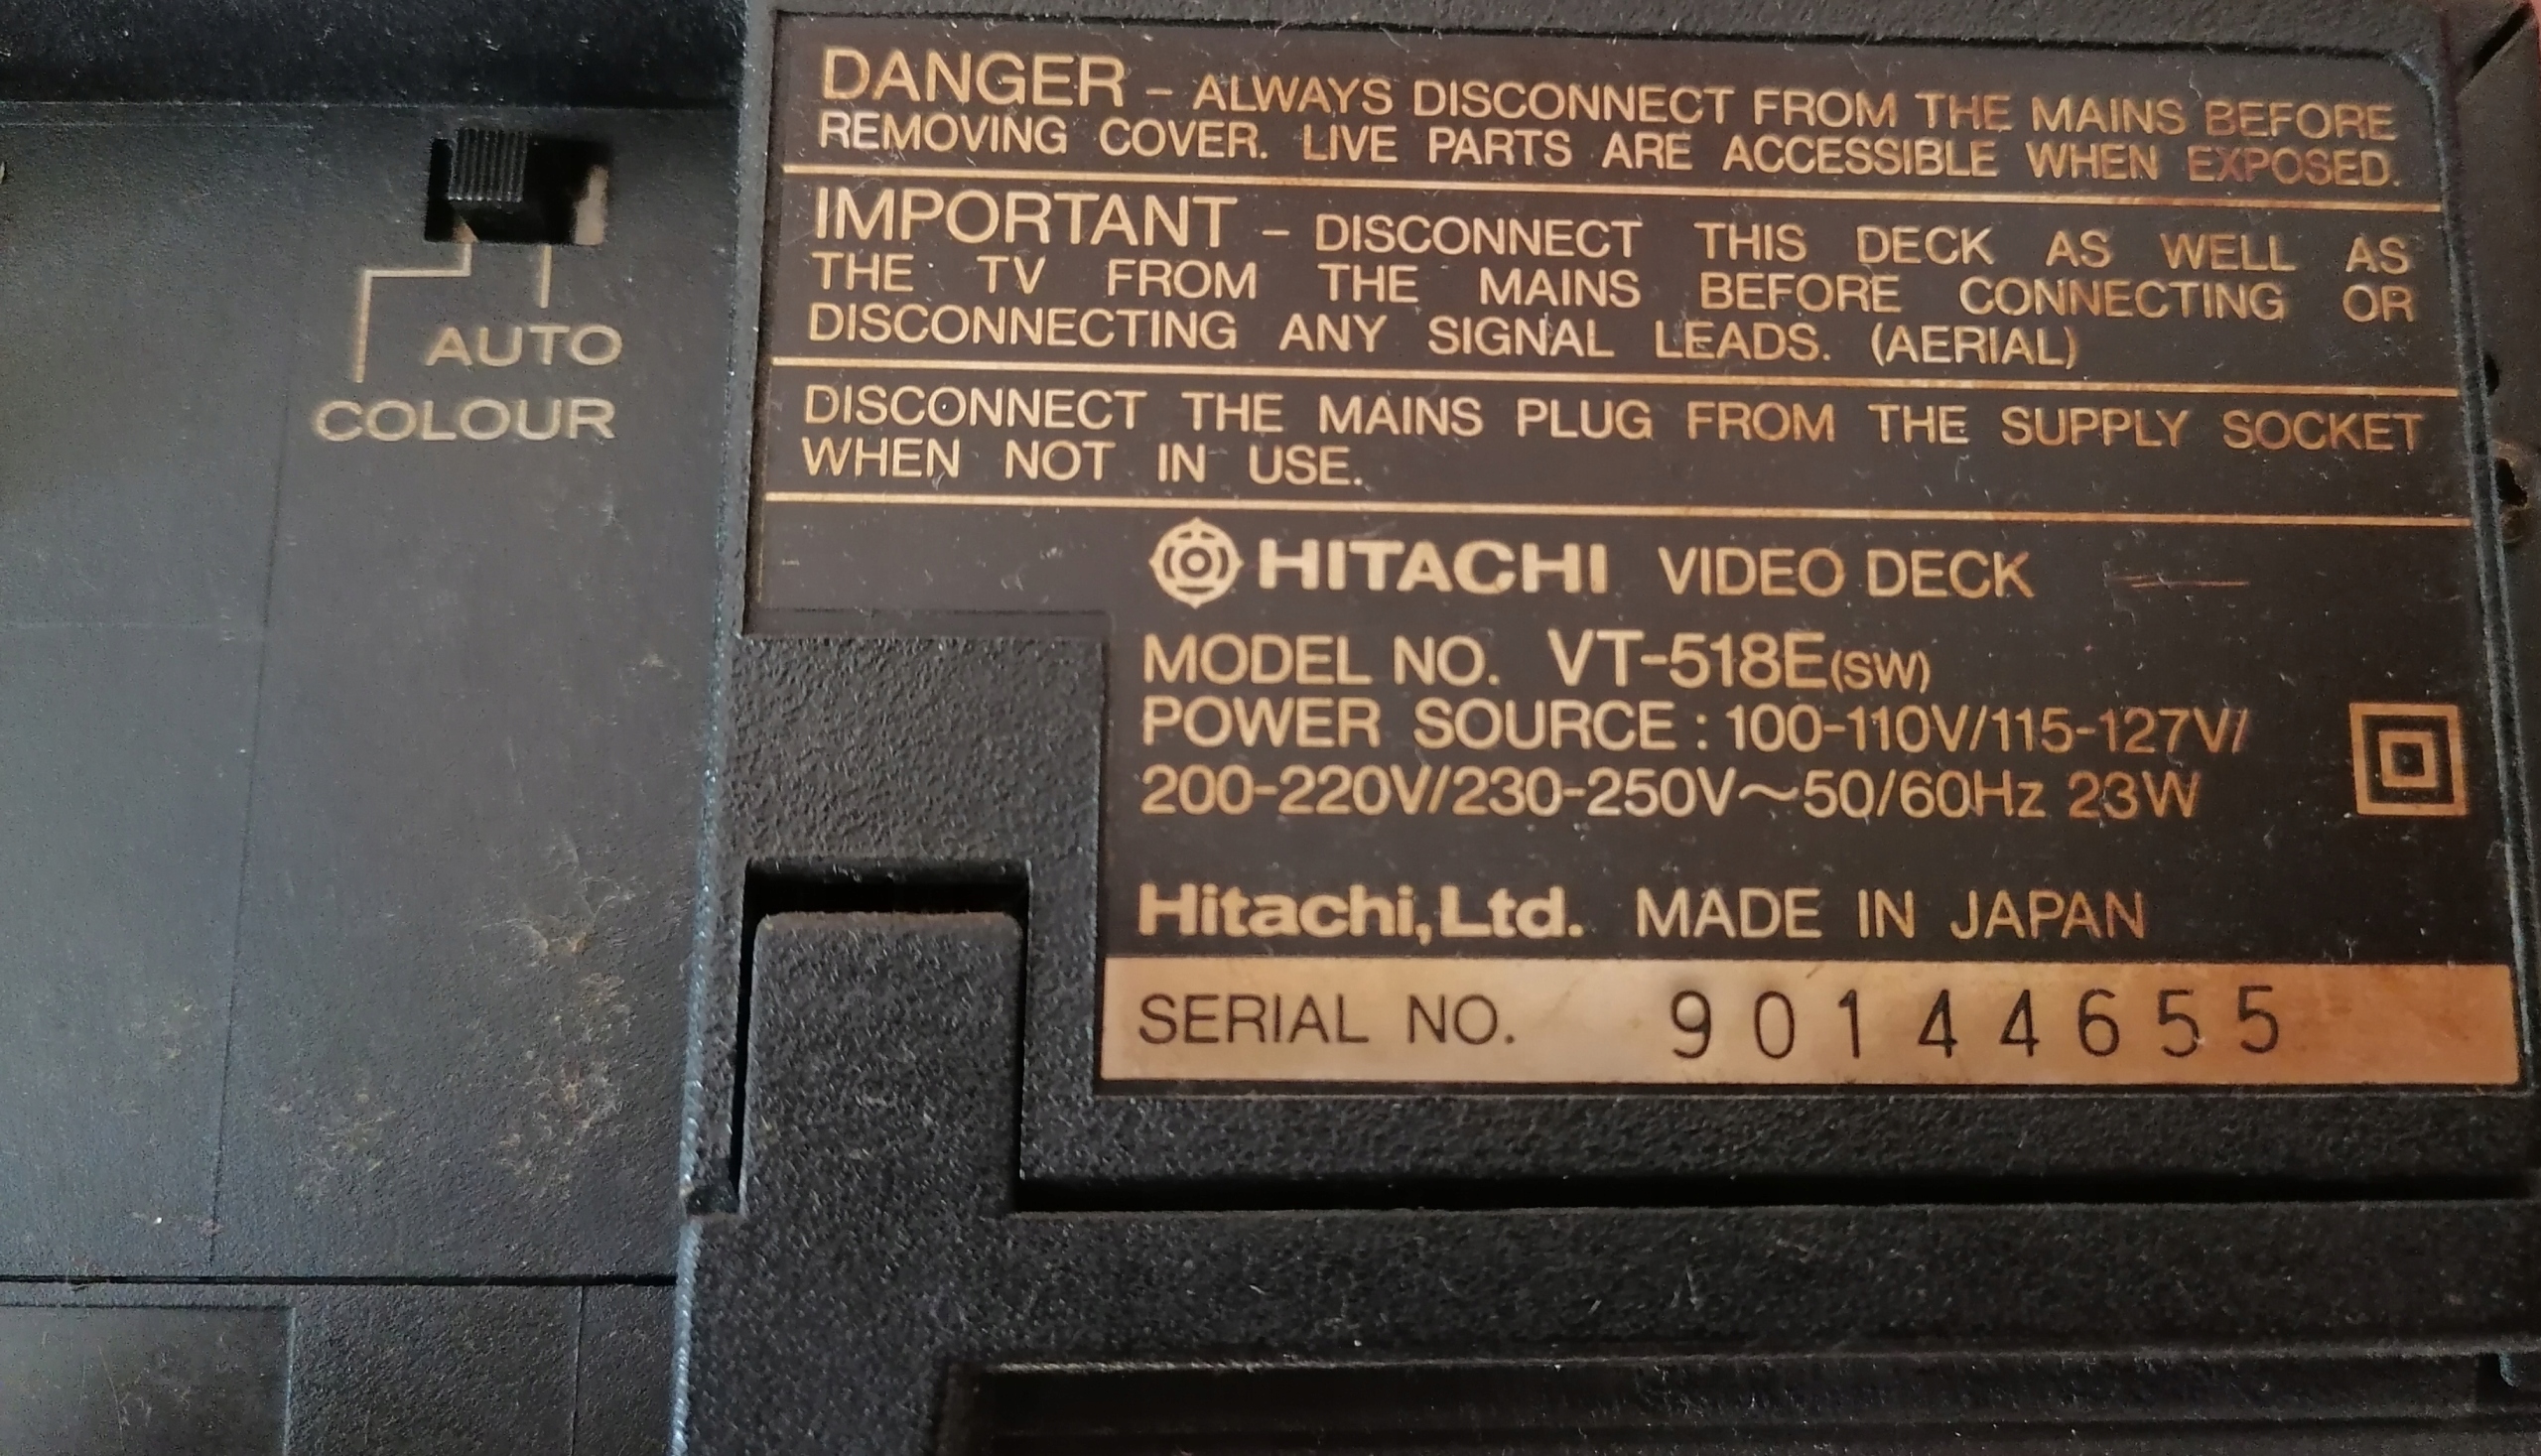 AUTO
COLOUR
DANGER – ALWAYS DISCONNECT FROM THE MAINS BEFORE
REMOVING COVER. LIVE PARTS ARE ACCESSIBLE WHEN EXPOSED.
IMPORTANT – DISCONNECT THIS DECK AS WELL AS
THE TV FROM THE MAINS BEFORE CONNECTING OR
DISCONNECTING ANY SIGNAL LEADS. (AERIAL)
DISCONNECT THE MAINS PLUG FROM THE SUPPLY SOCKET
WHEN NOT IN USE.
HITACHI VIDEO DECK
MODEL NO. VT-518E(SW)
POWER SOURCE : 100-110V/115-127V/
200-220V/230-250V~50/60Hz 23W
Hitachi, Ltd. MADE IN JAPAN
SERIAL NO. 90144655